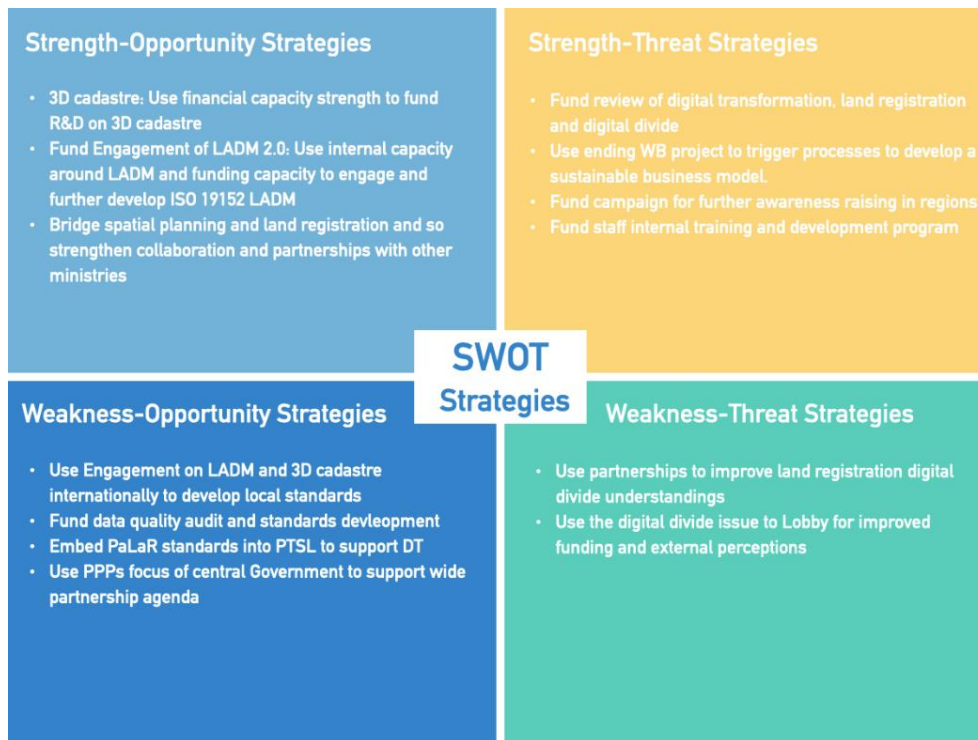 Strength-Opportunity Strategies
• 3D cadastre: Use financial capacity strength to fund
R&D on 3D cadastre
• Fund Engagement of LADM 2.0: Use internal capacity
around LADM and funding capacity to engage and
further develop ISO 19152 LADM
• Bridge spatial planning and land registration and so
strengthen collaboration and partnerships with other
ministries
Strength-Threat Strategies
• Fund review of digital transformation, land registration
and digital divide
• Use ending WB project to trigger processes to develop a
sustainable business model.
• Fund campaign for further awareness raising in regions
• Fund staff internal training and development program
SWOT
Strategies
Weakness-Opportunity Strategies
• Use Engagement on LADM and 3D cadastre
internationally to develop local standards
• Fund data quality audit and standards devleopment
• Embed PaLaR standards into PTSL to support DT
• Use PPPs focus of central Government to support wide
partnership agenda
Weakness-Threat Strategies
• Use partnerships to improve land registration digital
divide understandings
• Use the digital divide issue to Lobby for improved
funding and external perceptions